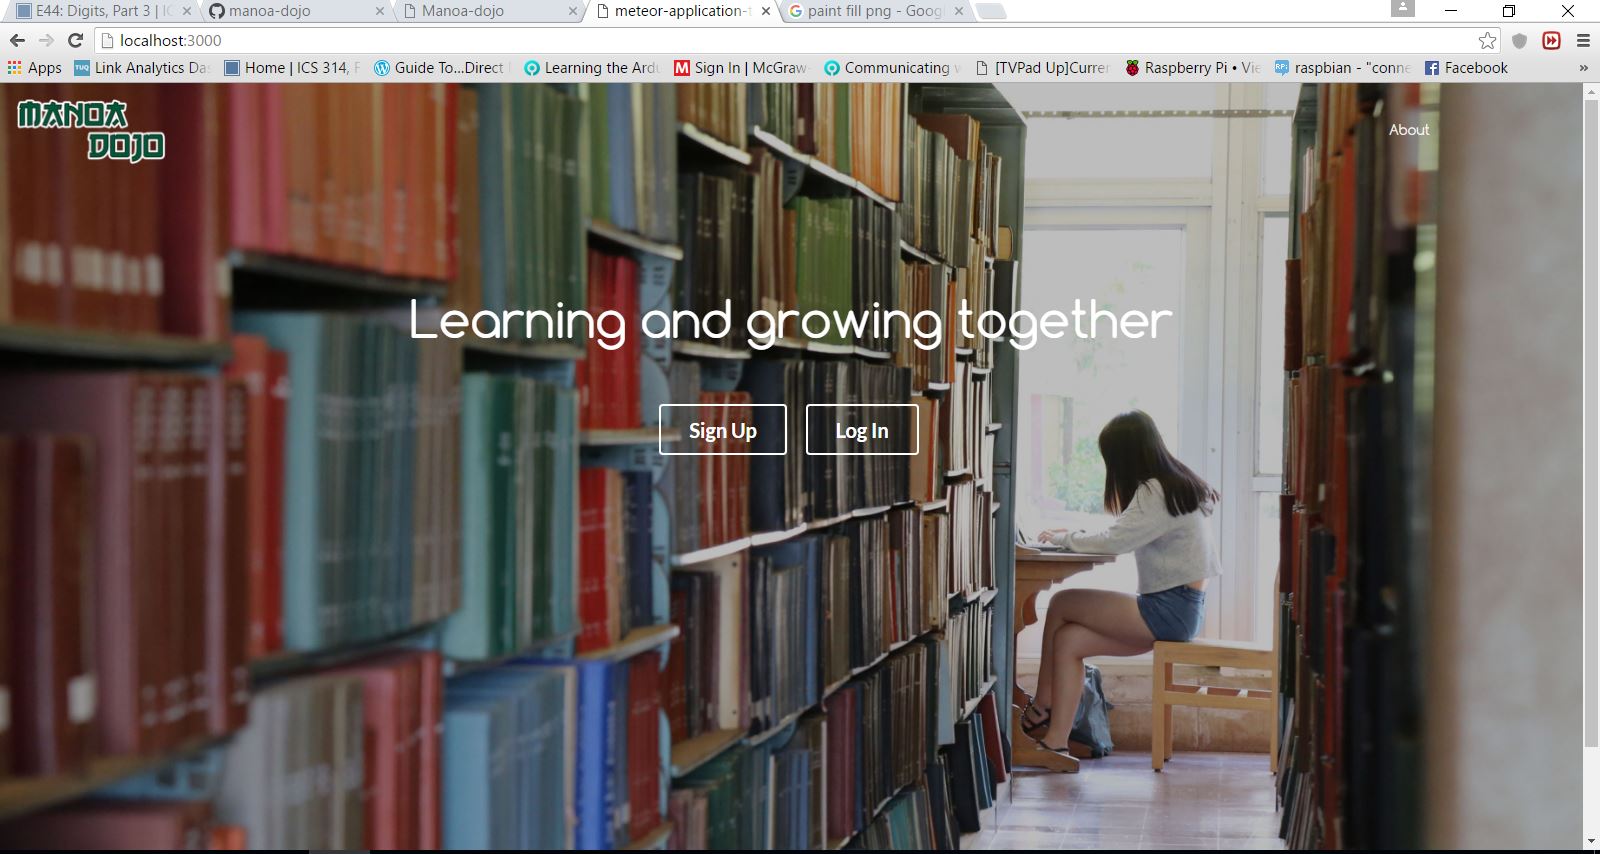 E44: Digits, Part 3 | IC
manoa-dojo
Manoa-dojo
meteor-application-t
paint fill png - Goog
localhost:3000
Apps
Link Analytics Das
Home | ICS 314, F
Guide To...Direct
Learning the Ardu
Sign In | McGraw-
Communicating w
[TVPad Up]Curren
Raspberry Pi • Vie
raspbian - "conne
Facebook
»
MANOA
DOJO
About
Learning and growing together
Sign Up
Log In